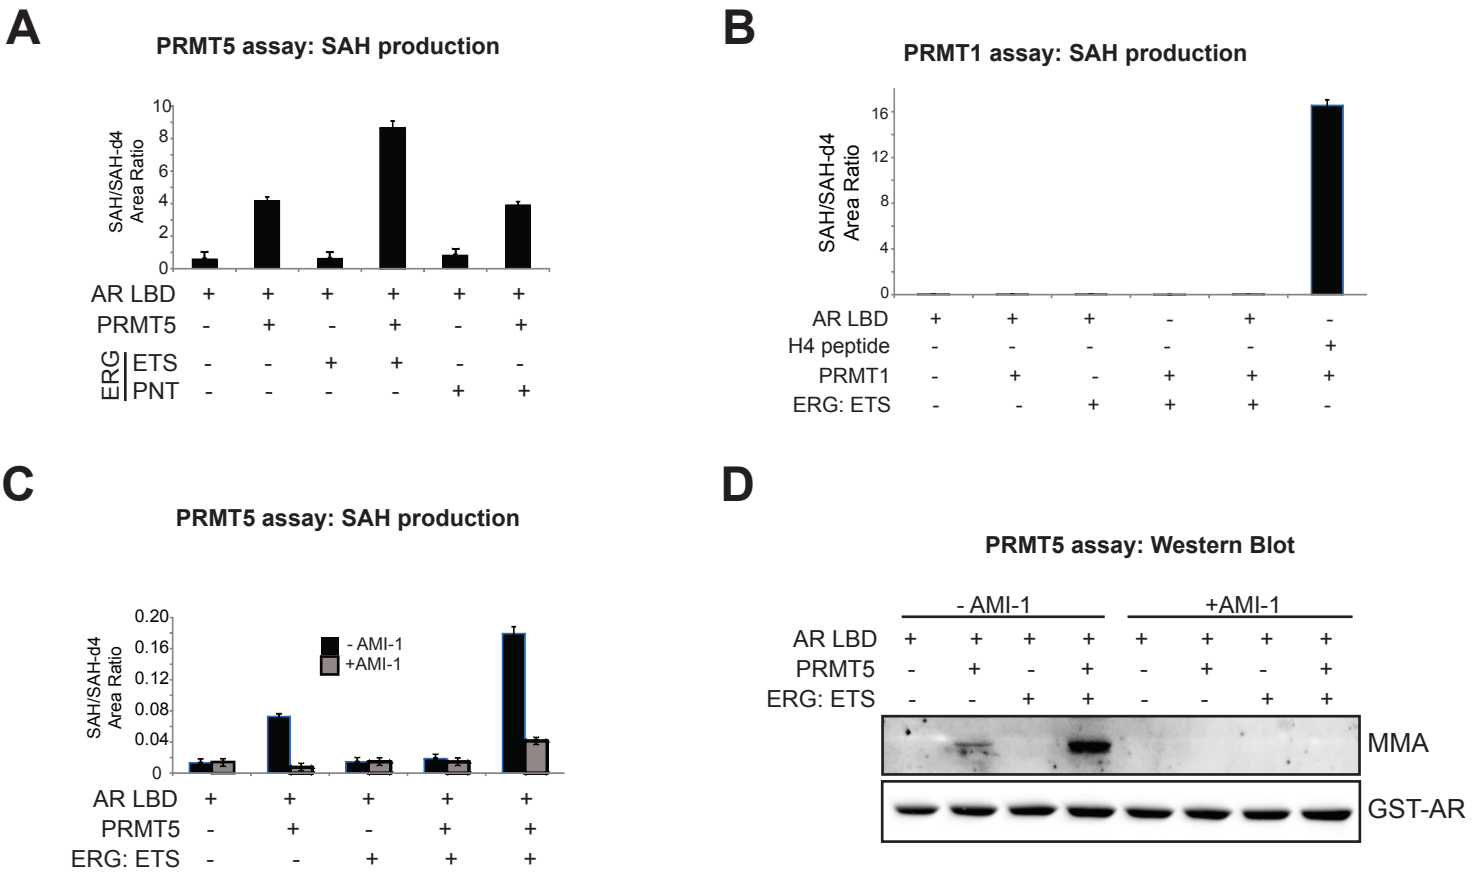 A
PRMT5 assay: SAH production
SAH/SAH-d4
Area Ratio
10
8
6
4
2
0
AR LBD + + + + + +
PRMT5 - + - + - +
ERG
ETS - - + + - -
PNT - - - - + +
B
PRMT1 assay: SAH production
SAH/SAH-d4
Area Ratio
16
12
8
4
0
AR LBD + + + - + -
H4 peptide - - - - - +
PRMT1 - + - + + +
ERG: ETS - - + + + -
C
PRMT5 assay: SAH production
SAH/SAH-d4
Area Ratio
0.20
0.16
0.12
0.08
0.04
0
- AMI-1
+AMI-1
AR LBD + + + + +
PRMT5 - + - + +
ERG: ETS - - + + +
D
PRMT5 assay: Western Blot
- AMI-1 +AMI-1
AR LBD + + + + + + + +
PRMT5 - + - + - + - +
ERG: ETS - - + + - - + +
MMA
GST-AR